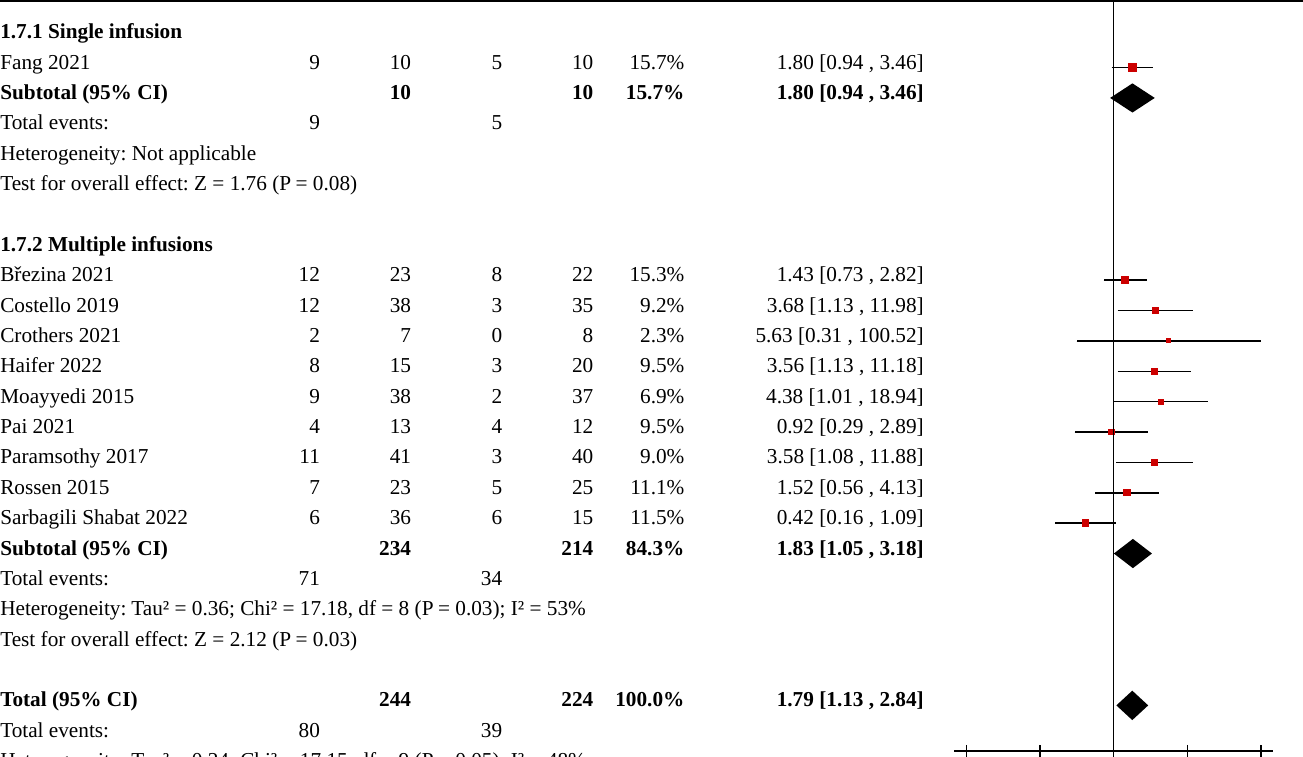 1.7.1 Single infusion
Fang 2021 9 10 5 10 15.7% 1.80 [0.94 , 3.46]
Subtotal (95% CI) 10 10 15.7% 1.80 [0.94 , 3.46]
Total events: 9 5
Heterogeneity: Not applicable
Test for overall effect: Z = 1.76 (P = 0.08)
1.7.2 Multiple infusions
Březina 2021 12 23 8 22 15.3% 1.43 [0.73 , 2.82]
Costello 2019 12 38 3 35 9.2% 3.68 [1.13 , 11.98]
Crothers 2021 2 7 0 8 2.3% 5.63 [0.31 , 100.52]
Haifer 2022 8 15 3 20 9.5% 3.56 [1.13 , 11.18]
Moayyedi 2015 9 38 2 37 6.9% 4.38 [1.01 , 18.94]
Pai 2021 4 13 4 12 9.5% 0.92 [0.29 , 2.89]
Paramsothy 2017 11 41 3 40 9.0% 3.58 [1.08 , 11.88]
Rossen 2015 7 23 5 25 11.1% 1.52 [0.56 , 4.13]
Sarbagili Shabat 2022 6 36 6 15 11.5% 0.42 [0.16 , 1.09]
Subtotal (95% CI) 234 214 84.3% 1.83 [1.05 , 3.18]
Total events: 71 34
Heterogeneity: Tau² = 0.36; Chi² = 17.18, df = 8 (P = 0.03); I² = 53%
Test for overall effect: Z = 2.12 (P = 0.03)
Total (95% CI) 244 224 100.0% 1.79 [1.13 , 2.84]
Total events: 80 39